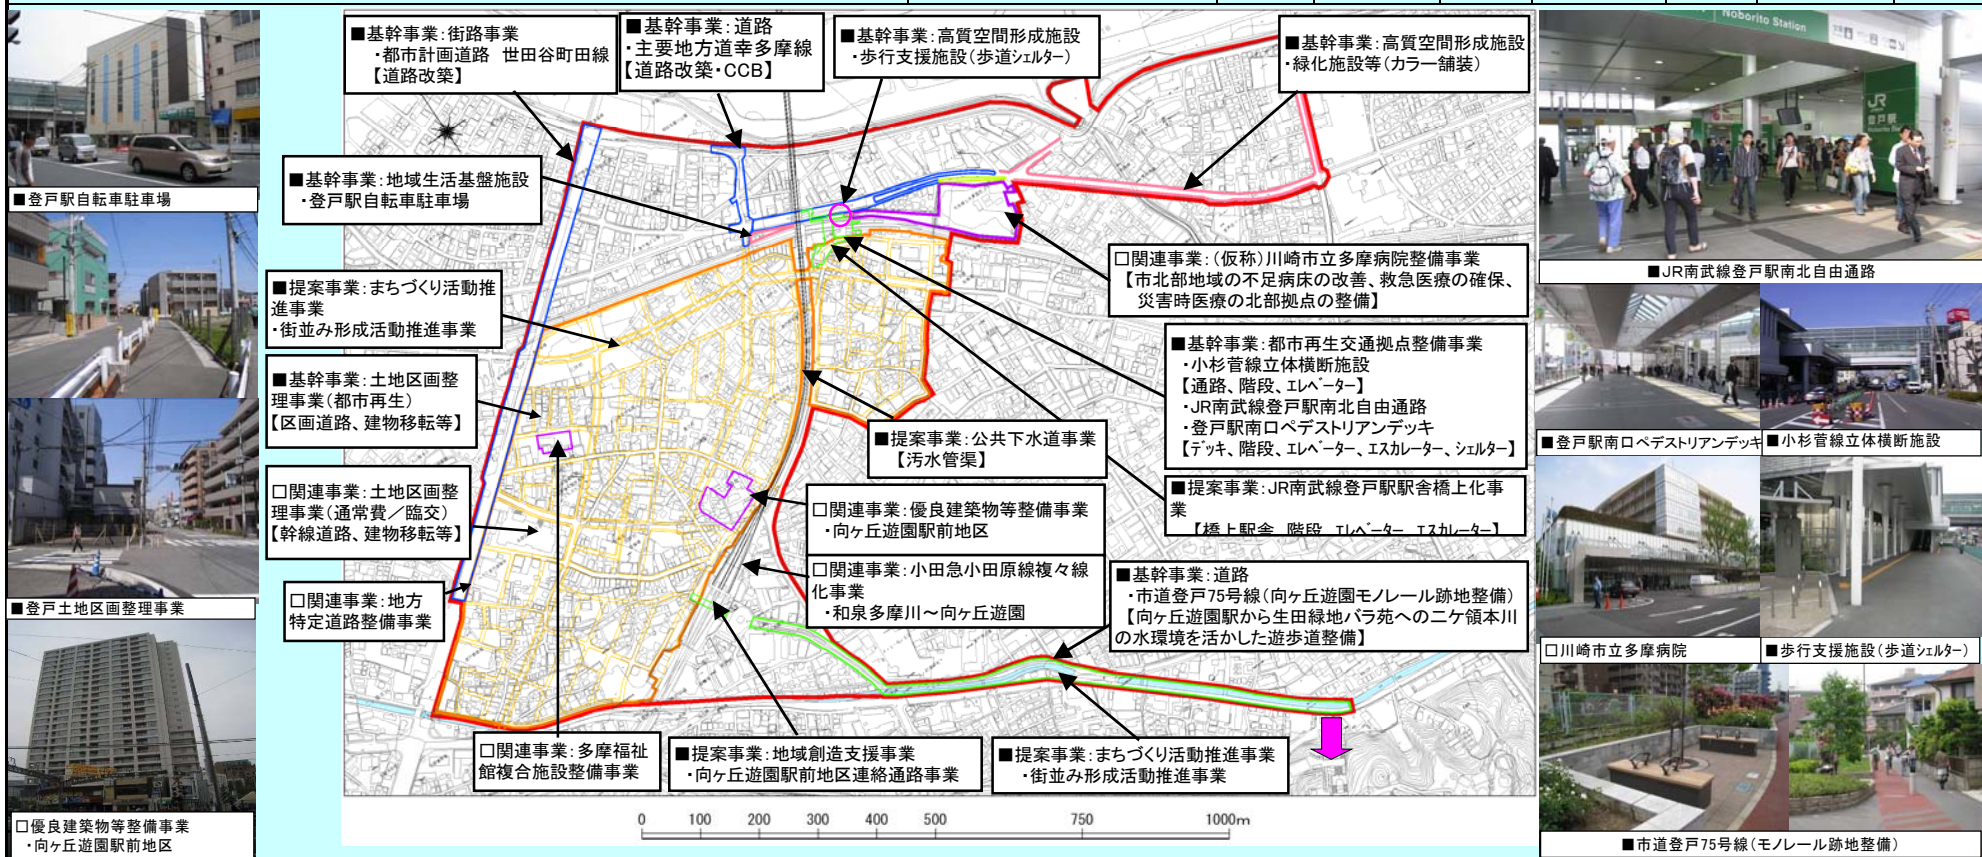 ■登戸駅自転車駐車場
■登戸土地区画整理事業
□優良建築物等整備事業
・向ヶ丘遊園駅前地区
■基幹事業:街路事業
・都市計画道路 世田谷町田線
【道路改築】
■基幹事業:道路
・主要地方道幸多摩線
【道路改築・CCB】
■基幹事業:高質空間形成施設
・歩行支援施設(歩道シェルター)
■基幹事業:高質空間形成施設
・緑化施設等(カラー舗装)
■基幹事業:地域生活基盤施設
・登戸駅自転車駐車場
□関連事業:(仮称)川崎市立多摩病院整備事業
【市北部地域の不足病床の改善、救急医療の確保、
災害時医療の北部拠点の整備】
■提案事業:まちづくり活動推
進事業
・街並み形成活動推進事業
■基幹事業:都市再生交通拠点整備事業
・小杉菅線立体横断施設
【通路、階段、エレベーター】
・JR南武線登戸駅南北自由通路
・登戸駅南口ペデストリアンデッキ
【デッキ、階段、エレベーター、エスカレーター、シェルター】
■基幹事業:土地区画整
理事業(都市再生)
【区画道路、建物移転等】
■提案事業:公共下水道事業
【汚水管渠】
■提案事業:JR南武線登戸駅駅舎橋上化事
業
【橋上駅舎、階段、エレベーター、エスカレーター】
□関連事業:土地区画整
理事業(通常費/臨交)
【幹線道路、建物移転等】
□関連事業:優良建築物等整備事業
・向ヶ丘遊園駅前地区
□関連事業:小田急小田原線複々線
化事業
・和泉多摩川~向ヶ丘遊園
□関連事業:地方
特定道路整備事業
■基幹事業:道路
・市道登戸75号線(向ヶ丘遊園モノレール跡地整備)
【向ヶ丘遊園駅から生田緑地バラ苑への二ケ領本川
の水環境を活かした遊歩道整備】
□関連事業:多摩福祉
館複合施設整備事業
■提案事業:地域創造支援事業
・向ヶ丘遊園駅前地区連絡通路事業
■提案事業:まちづくり活動推進事業
・街並み形成活動推進事業
0 100 200 300 400 500 750 1000m
Noborito Station
JR
登戸駅
■JR南武線登戸駅南北自由通路
■登戸駅南口ペデストリアンデッキ
■小杉菅線立体横断施設
□川崎市立多摩病院
■歩行支援施設(歩道シェルター)
■市道登戸75号線(モノレール跡地整備)